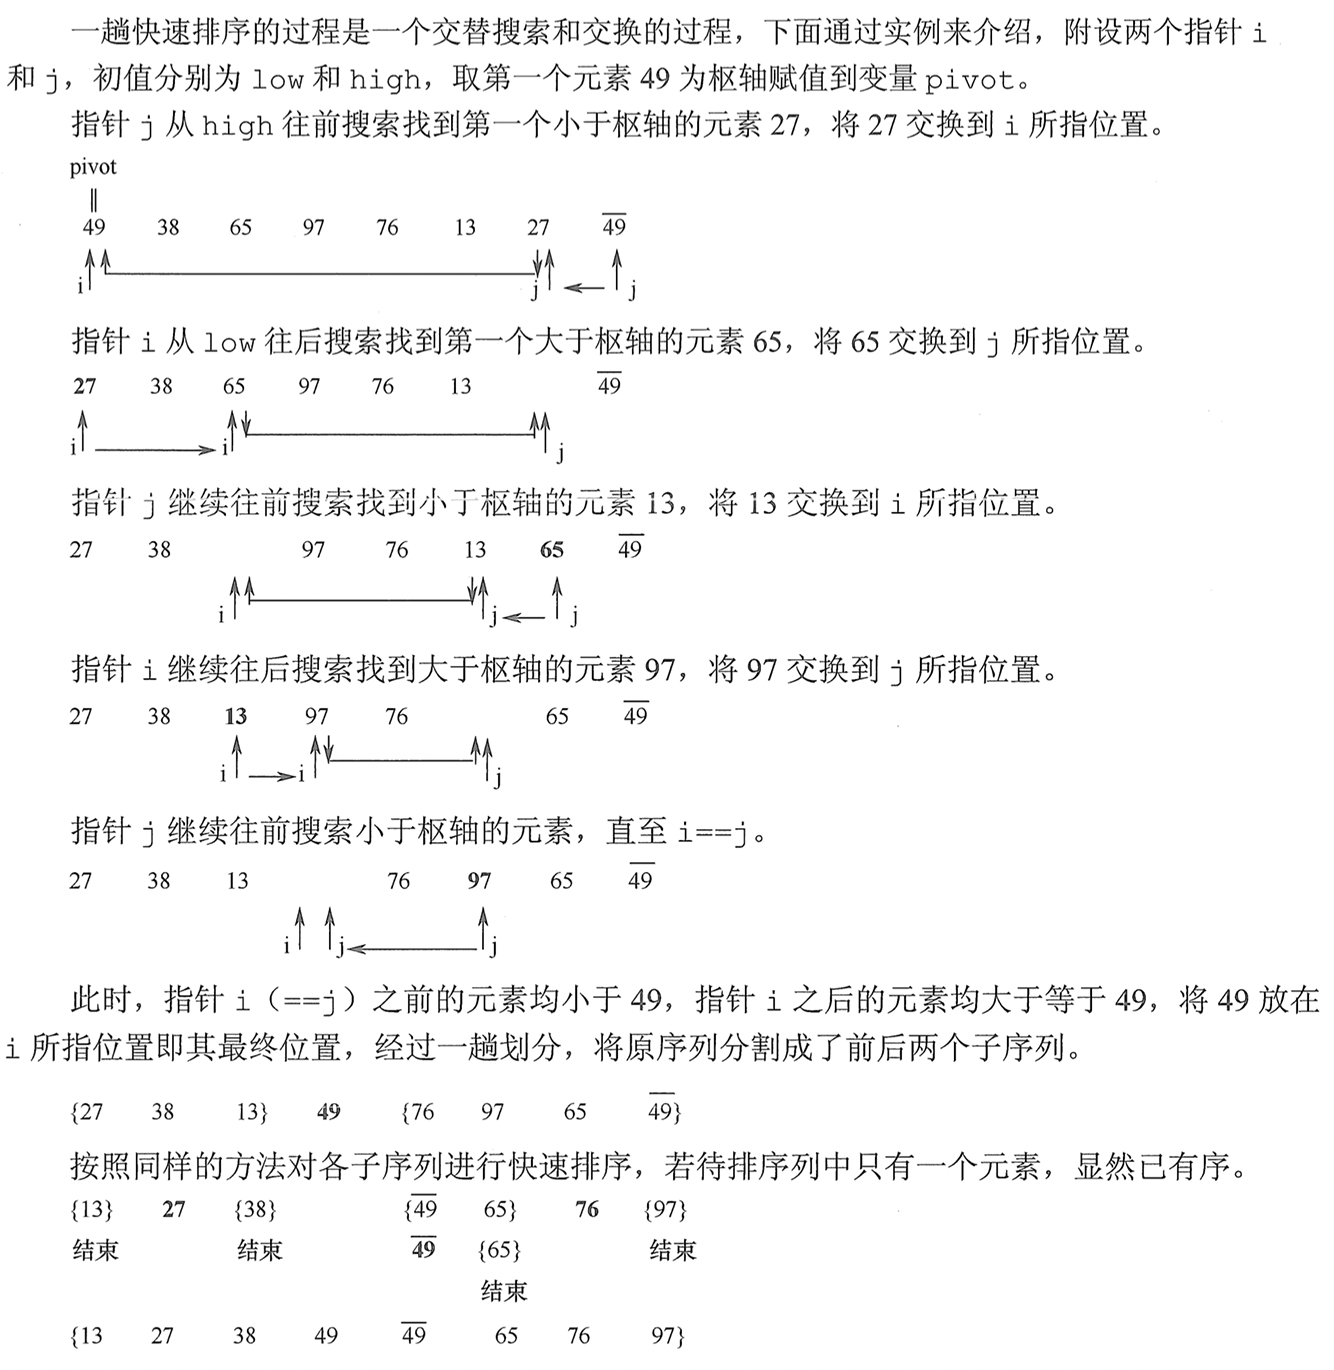 一趟快速排序的过程是一个交替搜索和交换的过程，下面通过实例来介绍，附设两个指针 i
和 j，初值分别为 low 和 high，取第一个元素 49 为枢轴赋值到变量 pivot。
指针 j 从 high 往前搜索找到第一个小于枢轴的元素 27，将 27 交换到 i 所指位置。
pivot
||
49 38 65 97 76 13 27 4̅9̅
i j j
指针 i 从 low 往后搜索找到第一个大于枢轴的元素 65，将 65 交换到 j 所指位置。
27 38 65 97 76 13 4̅9̅
i i j
指针 j 继续往前搜索找到小于枢轴的元素 13，将 13 交换到 i 所指位置。
27 38 97 76 13 65 4̅9̅
i j j
指针 i 继续往后搜索找到大于枢轴的元素 97，将 97 交换到 j 所指位置。
27 38 13 97 76 65 4̅9̅
i i j
指针 j 继续往前搜索小于枢轴的元素，直至 i==j。
27 38 13 76 97 65 4̅9̅
i j j
此时，指针 i（==j）之前的元素均小于 49，指针 i 之后的元素均大于等于 49，将 49 放在
i 所指位置即其最终位置，经过一趟划分，将原序列分割成了前后两个子序列。
{27 38 13} 49 {76 97 65 4̅9̅}
按照同样的方法对各子序列进行快速排序，若待排序列中只有一个元素，显然已有序。
{13} 27 {38} {4̅9̅ 65} 76 {97}
结束 结束 4̅9̅ {65} 结束
结束
{13 27 38 49 4̅9̅ 65 76 97}